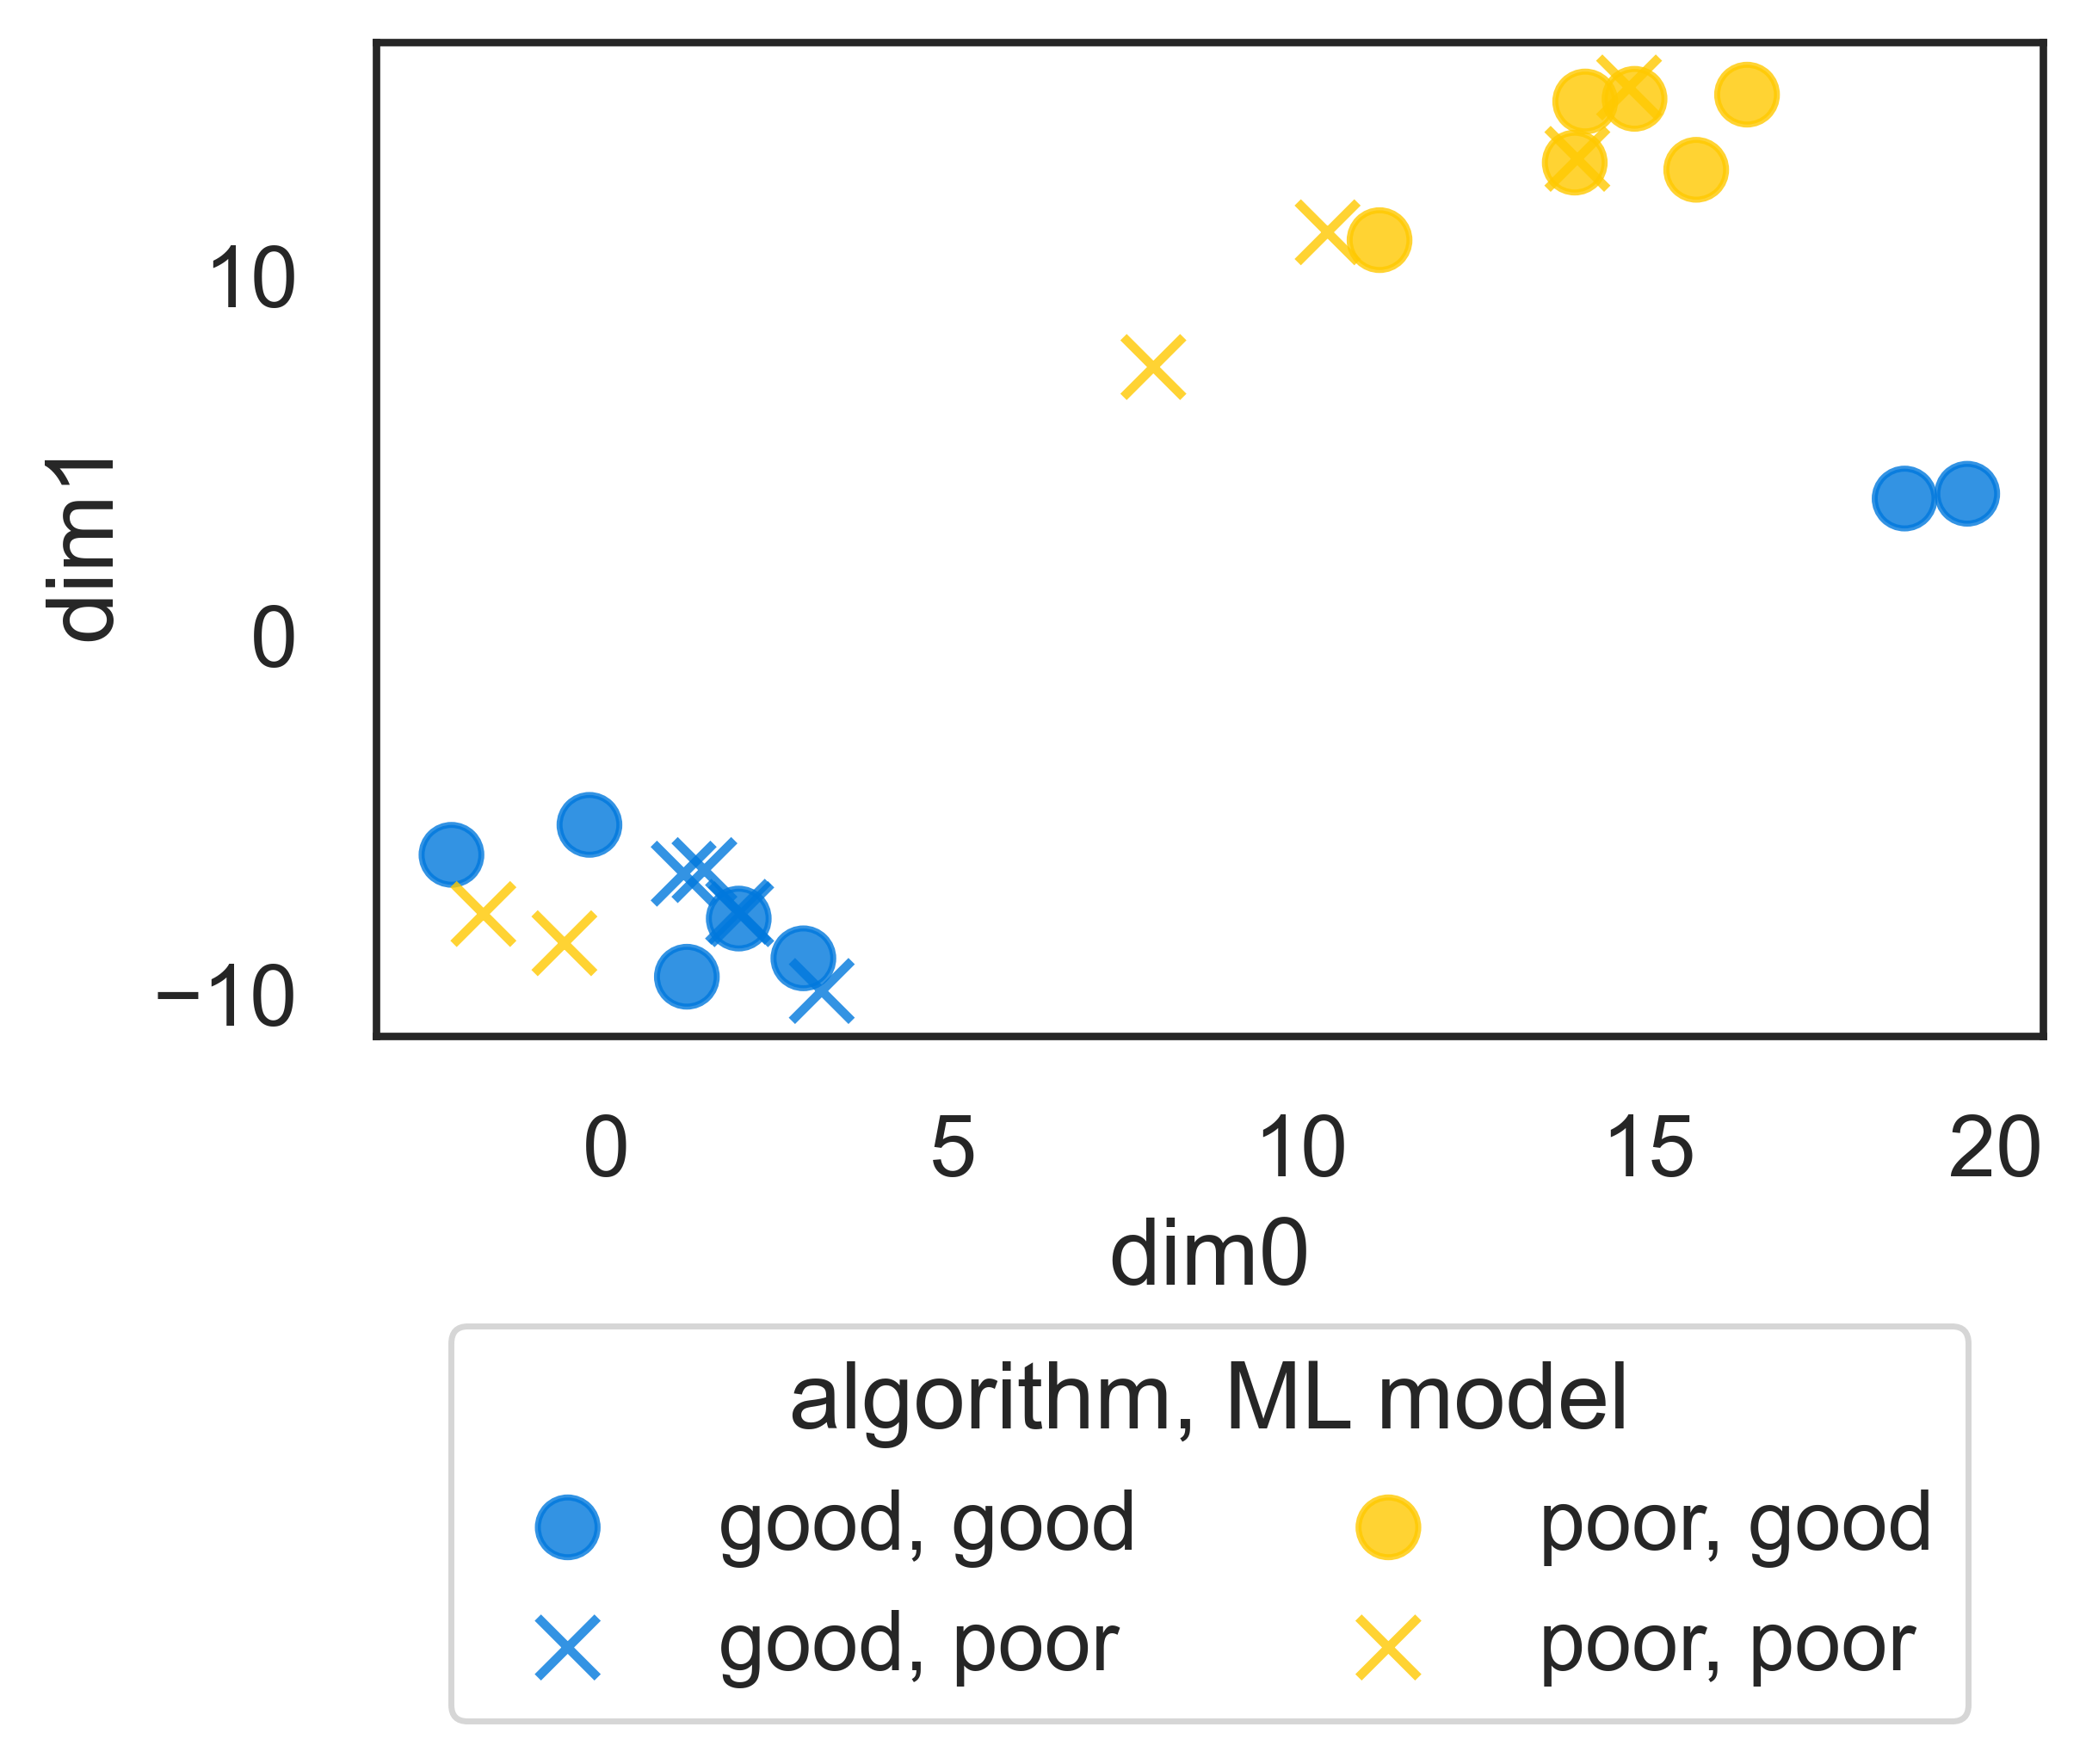 10
0
−10
dim1
0 5 10 15 20
dim0
algorithm, ML model
good, good poor, good
good, poor poor, poor